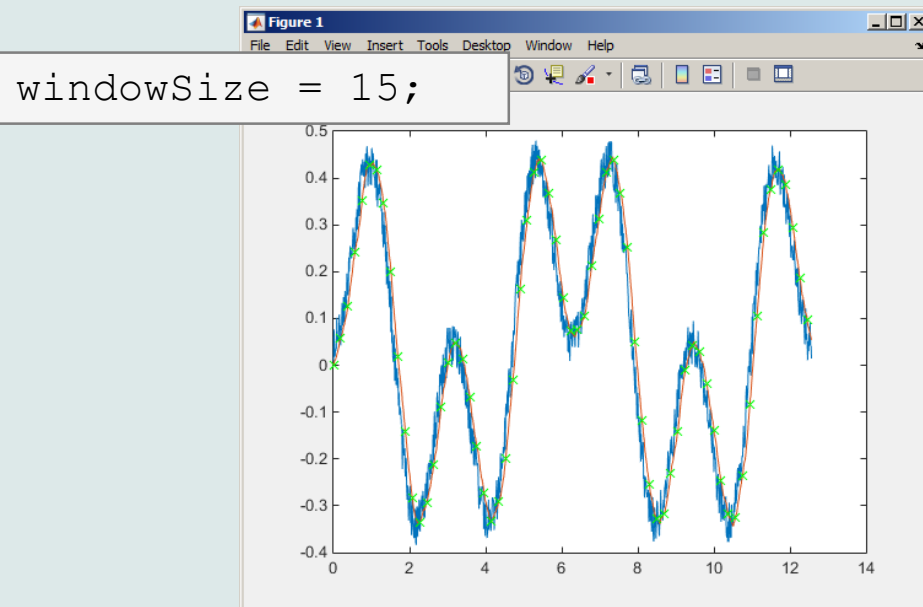 Figure 1
File Edit View Insert Tools Desktop Window Help
windowSize = 15;
0.5
0.4
0.3
0.2
0.1
0
-0.1
-0.2
-0.3
-0.4
0 2 4 6 8 10 12 14